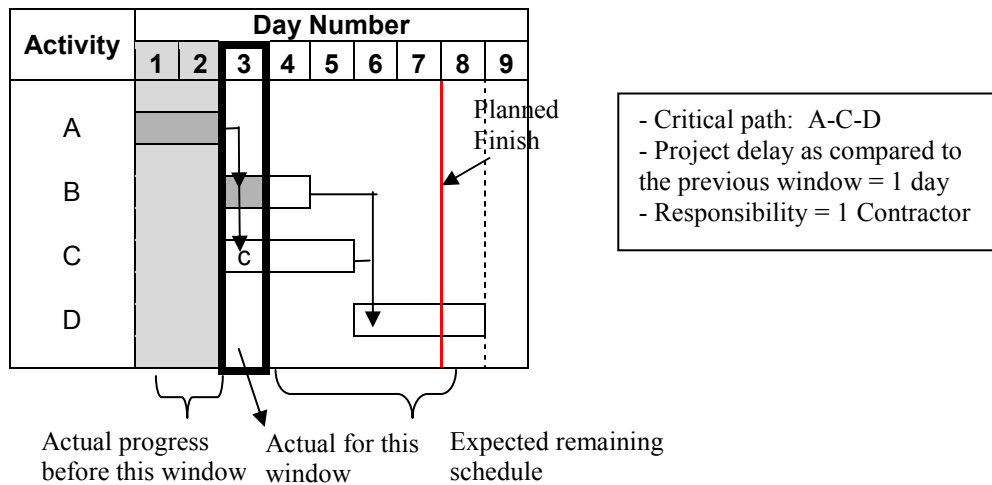 Activity
Day Number
1 2 3 4 5 6 7 8 9
A
B
C
D
c
Planned
Finish
- Critical path: A-C-D
- Project delay as compared to
the previous window = 1 day
- Responsibility = 1 Contractor
Actual progress
before this window
Actual for this
window
Expected remaining
schedule